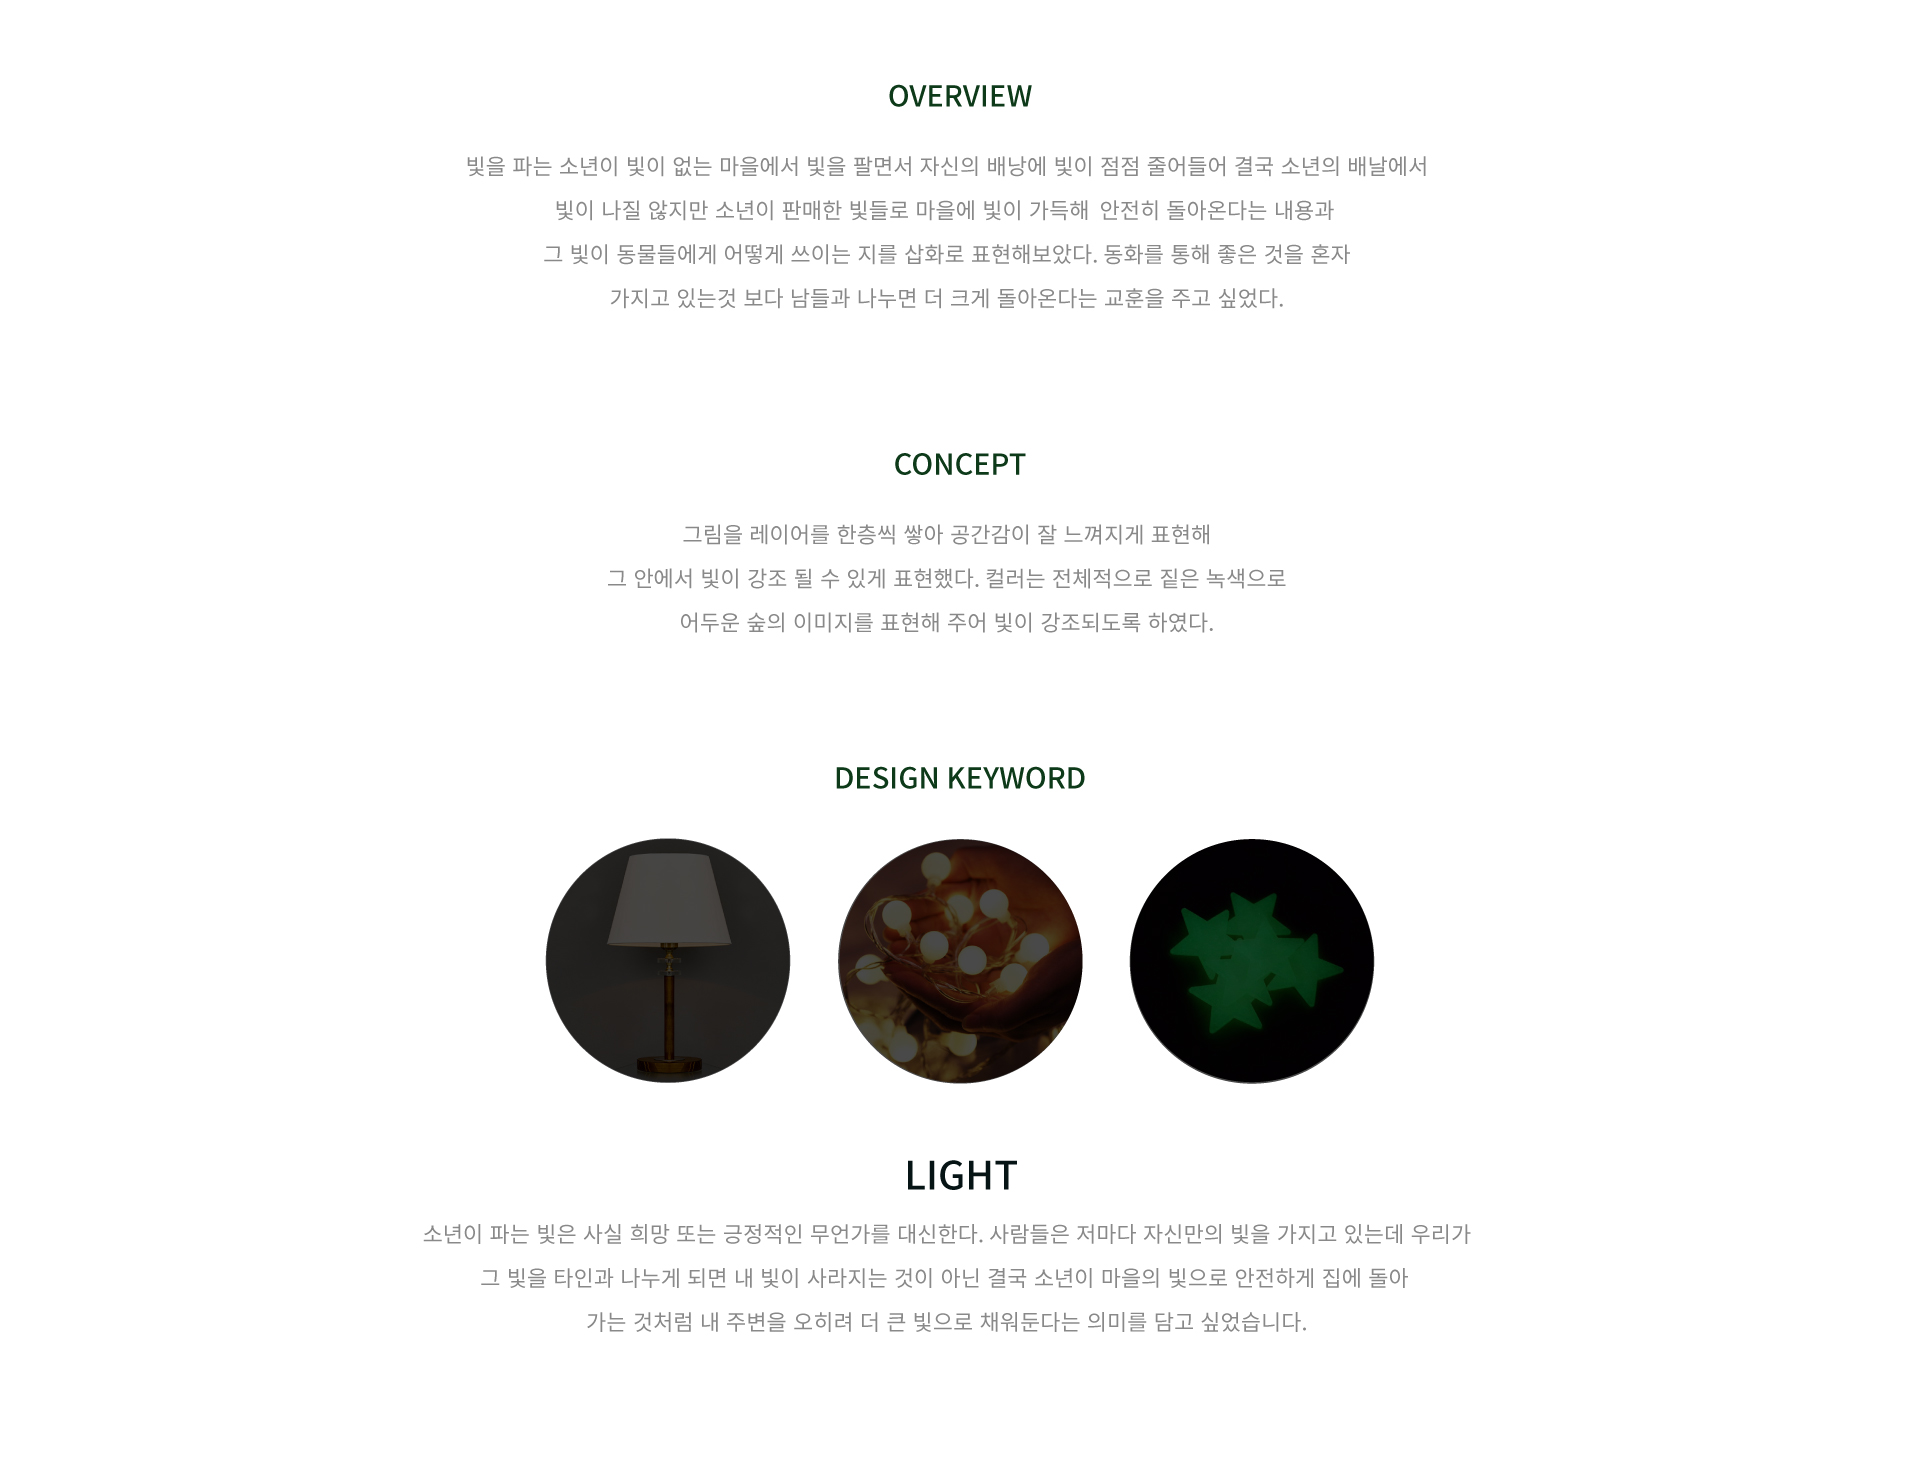 OVERVIEW
빛을 파는 소년이 빛이 없는 마을에서 빛을 팔면서 자신의 배낭에 빛이 점점 줄어들어 결국 소년의 배날에서
빛이 나질 않지만 소년이 판매한 빛들로 마을에 빛이 가득해 안전히 돌아온다는 내용과
그 빛이 동물들에게 어떻게 쓰이는 지를 삽화로 표현해보았다. 동화를 통해 좋은 것을 혼자
가지고 있는것 보다 남들과 나누면 더 크게 돌아온다는 교훈을 주고 싶었다.
CONCEPT
그림을 레이어를 한층씩 쌓아 공간감이 잘 느껴지게 표현해
그 안에서 빛이 강조 될 수 있게 표현했다. 컬러는 전체적으로 짙은 녹색으로
어두운 숲의 이미지를 표현해 주어 빛이 강조되도록 하였다.
DESIGN KEYWORD
LIGHT
소년이 파는 빛은 사실 희망 또는 긍정적인 무언가를 대신한다. 사람들은 저마다 자신만의 빛을 가지고 있는데 우리가
그 빛을 타인과 나누게 되면 내 빛이 사라지는 것이 아닌 결국 소년이 마을의 빛으로 안전하게 집에 돌아
가는 것처럼 내 주변을 오히려 더 큰 빛으로 채워둔다는 의미를 담고 싶었습니다.